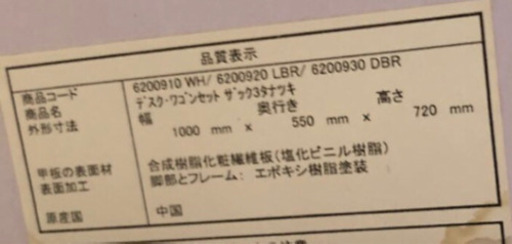 品質表示
商品コード 6200910 WH/ 6200920 LBR/ 6200930 DBR
商品名 デスク・ワゴンセット ザック3タナツキ
外形寸法 幅 奥行き 高さ
1000 mm x 550 mm x 720 mm
甲板の表面材 合成樹脂化粧繊維板(塩化ビニル樹脂)
表面加工 脚部とフレーム: エポキシ樹脂塗装
原産国 中国